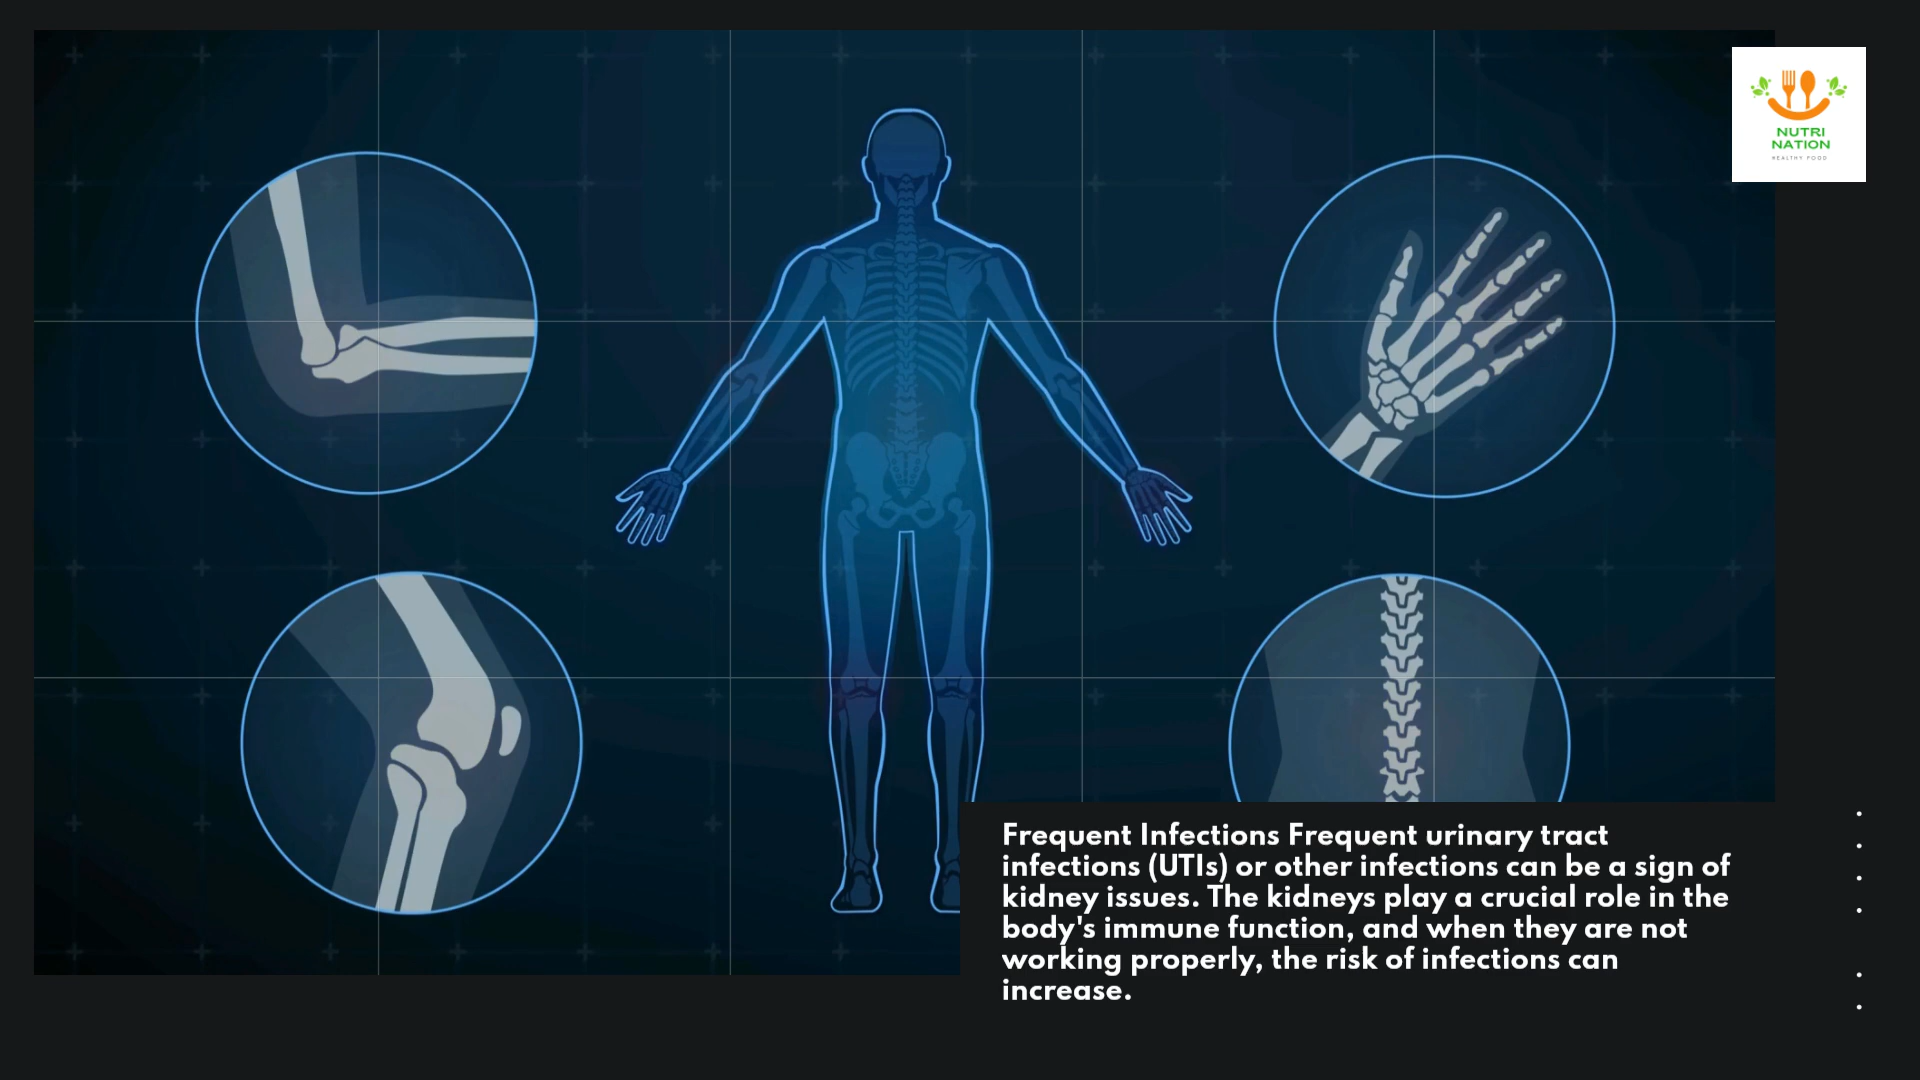 NUTRI
NATION
HEALTHY FOOD
Frequent Infections Frequent urinary tract
infections (UTIs) or other infections can be a sign of
kidney issues. The kidneys play a crucial role in the
body's immune function, and when they are not
working properly, the risk of infections can
increase.